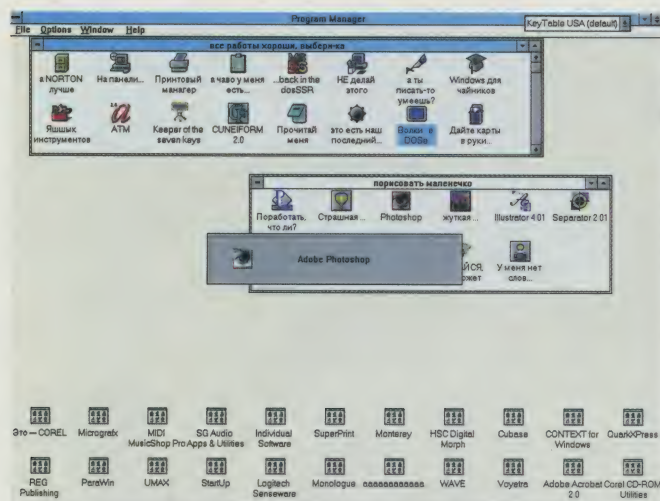 Program Manager
KeyTable USA (default)
File Options Window Help
все работы хороши, выбери-ка
а NORTON
лучше
На панели...
Принтовый
манагер
а чаво у меня
есть...
...back in the
dosSSR
НЕ делай
этого
а ты
писать-то
умеешь?
Windows для
чайников
Яшшык
инструментов
ATM
Keeper of the
seven keys
CUNEIFORM
2.0
Прочитай
меня
это есть наш
последний...
Волки в
DOSe
Дайте карты
в руки...
порисовать маленечко
Поработать,
что ли?
Страшная ...
Photoshop
жуткая ...
Illustrator 4.01
Separator 2.01
Adobe Photoshop
У меня нет
слов...
Это — COREL
Micrografx
MIDI
MusicShop Pro
SG Audio
Apps & Utilities
Individual
Software
SuperPrint
Monterey
HSC Digital
Morph
Cubase
CONTEXT for
Windows
QuarkXPress
REG
Publishing
ParaWin
UMAX
StartUp
Logitech
Senseware
Monologue
аааааааааааа
WAVE
Voyetra
Adobe Acrobat
2.0
Corel CD-ROM
Utilities